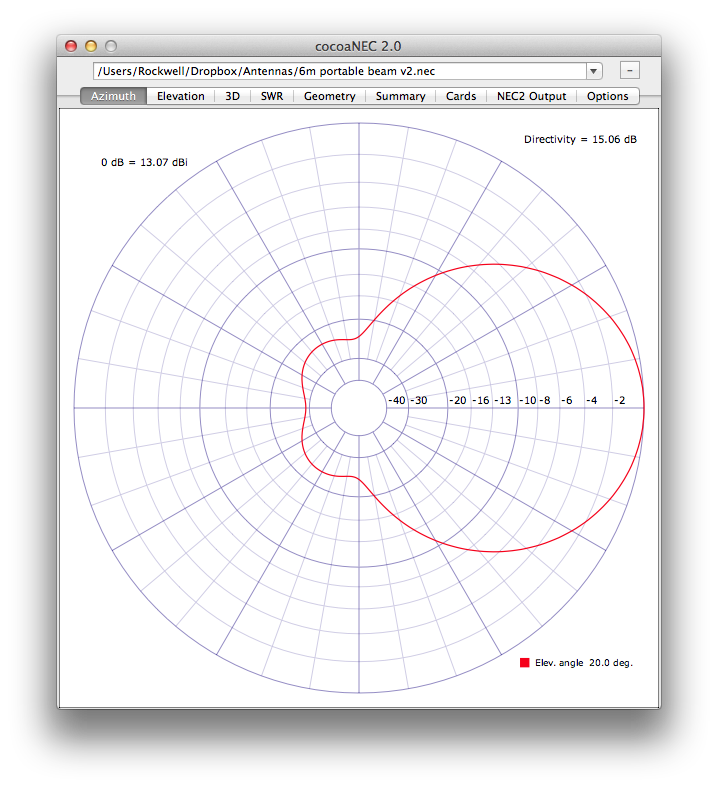 cocoaNEC 2.0
/Users/Rockwell/Dropbox/Antennas/6m portable beam v2.nec
Azimuth Elevation 3D SWR Geometry Summary Cards NEC2 Output Options
Directivity = 15.06 dB
0 dB = 13.07 dBi
-40 -30 -20 -16 -13 -10 -8 -6 -4 -2
Elev. angle 20.0 deg.